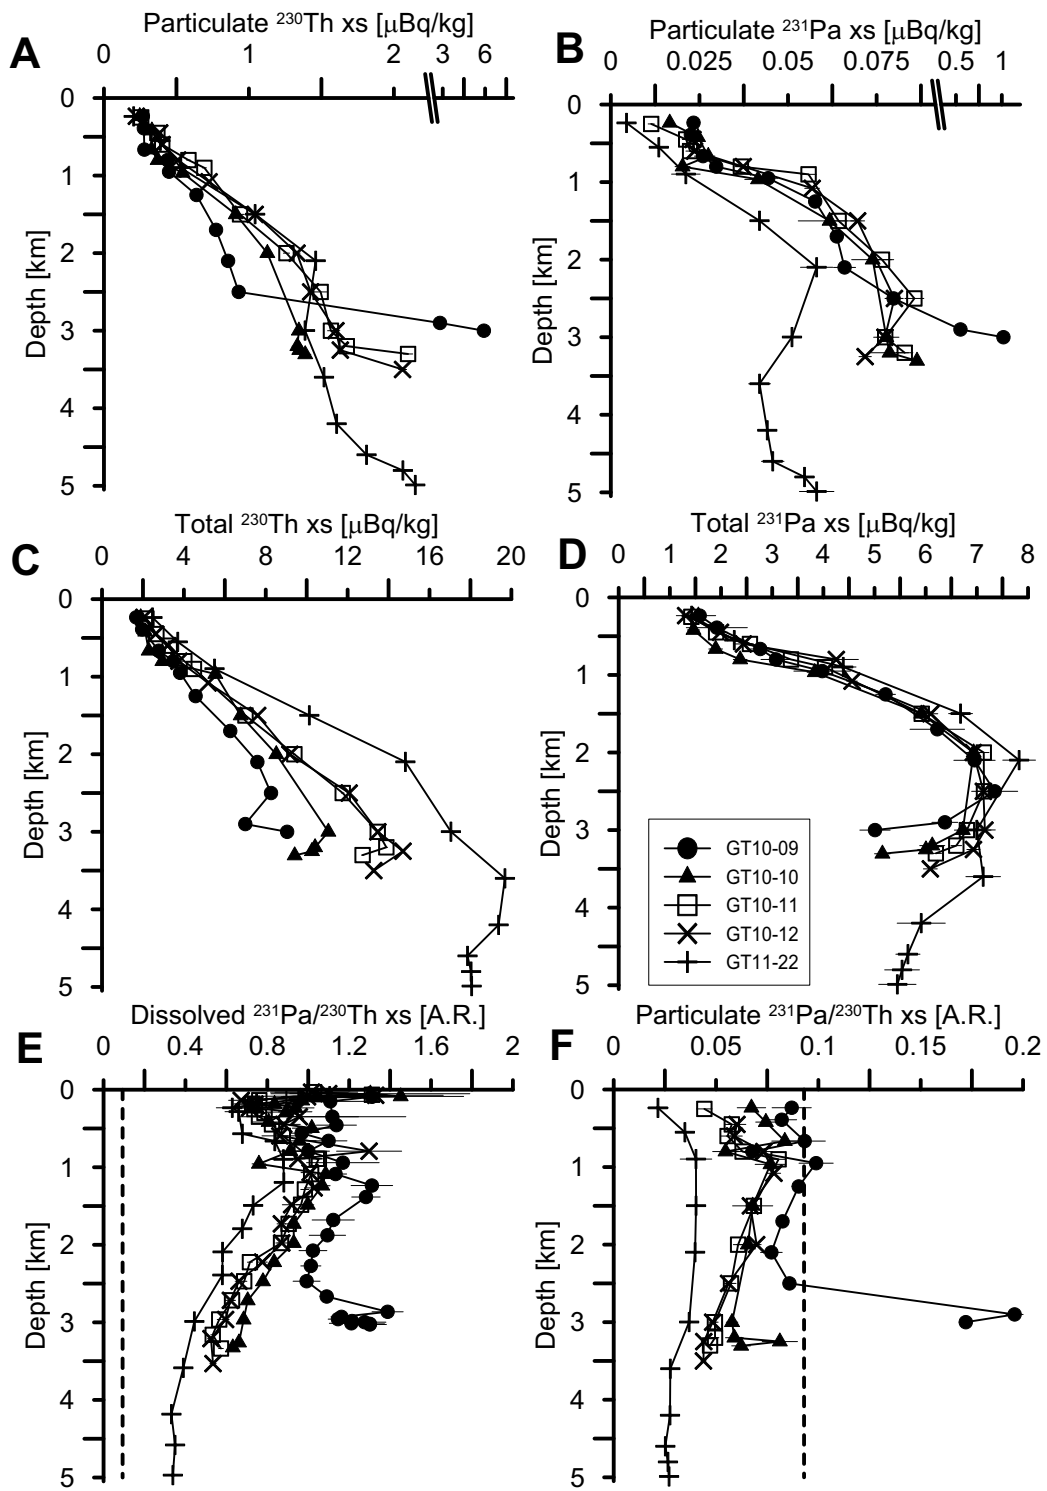 Particulate ²³⁰Th xs [μBq/kg]
A
0 1 2 3 6
0
1
2
3
4
5
Depth [km]
Particulate ²³¹Pa xs [μBq/kg]
B
0 0.025 0.05 0.075 0.5 1
0
1
2
3
4
5
Depth [km]
Total ²³⁰Th xs [μBq/kg]
C
0 4 8 12 16 20
0
1
2
3
4
5
Depth [km]
Total ²³¹Pa xs [μBq/kg]
D
0 1 2 3 4 5 6 7 8
0
1
2
3
4
5
Depth [km]
GT10-09
GT10-10
GT10-11
GT10-12
GT11-22
Dissolved ²³¹Pa/²³⁰Th xs [A.R.]
E
0 0.4 0.8 1.2 1.6 2
0
1
2
3
4
5
Depth [km]
Particulate ²³¹Pa/²³⁰Th xs [A.R.]
F
0 0.05 0.1 0.15 0.2
0
1
2
3
4
5
Depth [km]